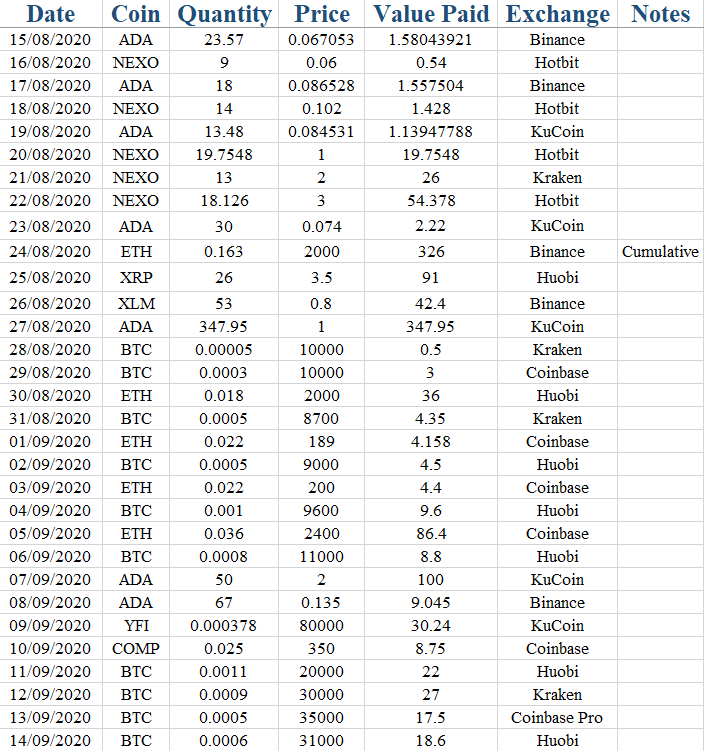 Date Coin Quantity Price Value Paid Exchange Notes
15/08/2020 ADA 23.57 0.067053 1.58043921 Binance
16/08/2020 NEXO 9 0.06 0.54 Hotbit
17/08/2020 ADA 18 0.086528 1.557504 Binance
18/08/2020 NEXO 14 0.102 1.428 Hotbit
19/08/2020 ADA 13.48 0.084531 1.13947788 KuCoin
20/08/2020 NEXO 19.7548 1 19.7548 Hotbit
21/08/2020 NEXO 13 2 26 Kraken
22/08/2020 NEXO 18.126 3 54.378 Hotbit
23/08/2020 ADA 30 0.074 2.22 KuCoin
24/08/2020 ETH 0.163 2000 326 Binance Cumulative
25/08/2020 XRP 26 3.5 91 Huobi
26/08/2020 XLM 53 0.8 42.4 Binance
27/08/2020 ADA 347.95 1 347.95 KuCoin
28/08/2020 BTC 0.00005 10000 0.5 Kraken
29/08/2020 BTC 0.0003 10000 3 Coinbase
30/08/2020 ETH 0.018 2000 36 Huobi
31/08/2020 BTC 0.0005 8700 4.35 Kraken
01/09/2020 ETH 0.022 189 4.158 Coinbase
02/09/2020 BTC 0.0005 9000 4.5 Huobi
03/09/2020 ETH 0.022 200 4.4 Coinbase
04/09/2020 BTC 0.001 9600 9.6 Huobi
05/09/2020 ETH 0.036 2400 86.4 Coinbase
06/09/2020 BTC 0.0008 11000 8.8 Huobi
07/09/2020 ADA 50 2 100 KuCoin
08/09/2020 ADA 67 0.135 9.045 Binance
09/09/2020 YFI 0.000378 80000 30.24 KuCoin
10/09/2020 COMP 0.025 350 8.75 Coinbase
11/09/2020 BTC 0.0011 20000 22 Huobi
12/09/2020 BTC 0.0009 30000 27 Kraken
13/09/2020 BTC 0.0005 35000 17.5 Coinbase Pro
14/09/2020 BTC 0.0006 31000 18.6 Huobi